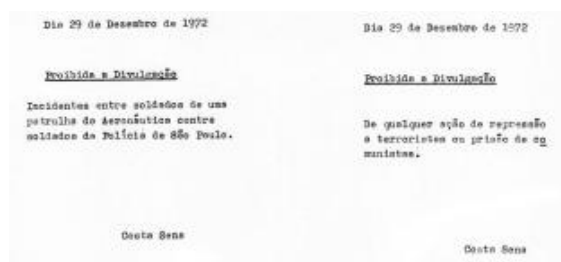 Dia 29 de Dezembro de 1972
Proibida a Divulgação
Incidentes entre soldados de uma
patrulha da Aeronáutica contra
soldados da Polícia de São Paulo.
Costa Sena
Dia 29 de Dezembro de 1972
Proibida a Divulgação
De qualquer ação de repressão
a terroristas ou prisão de co
munistas.
Costa Sena